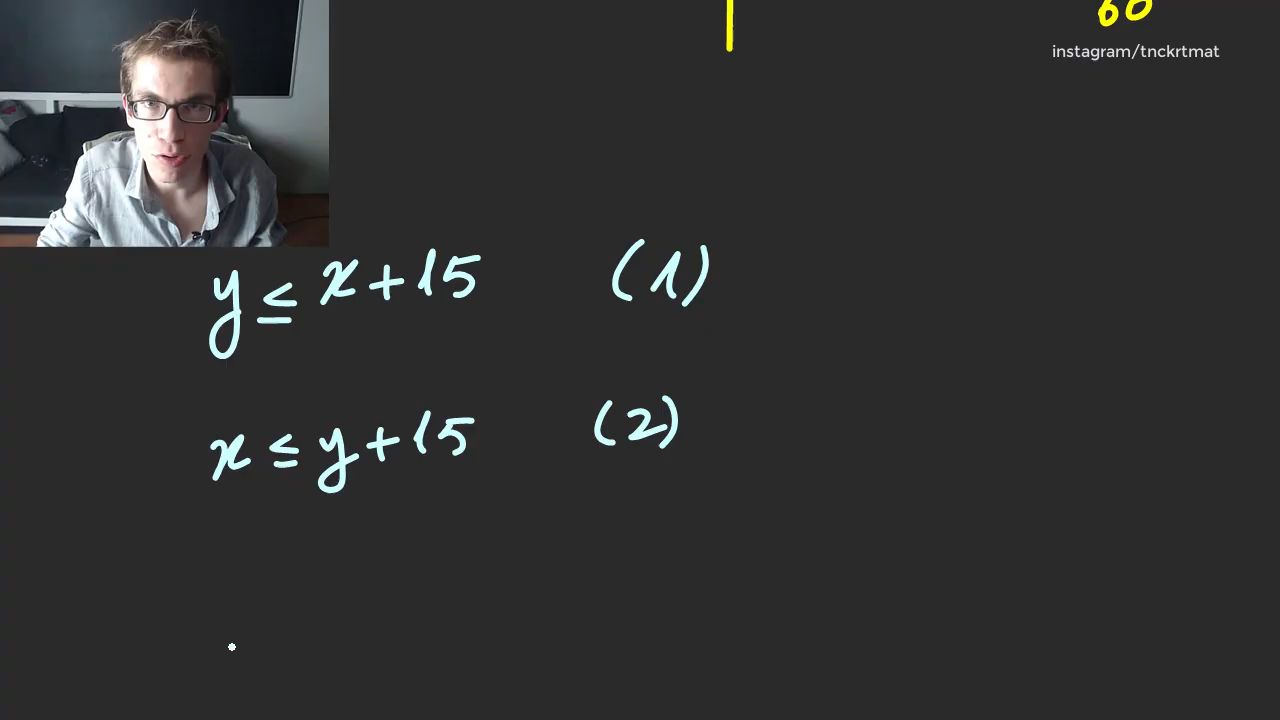 60
instagram/tnckrtmat
y ≤ x + 15 (1)
x ≤ y + 15 (2)